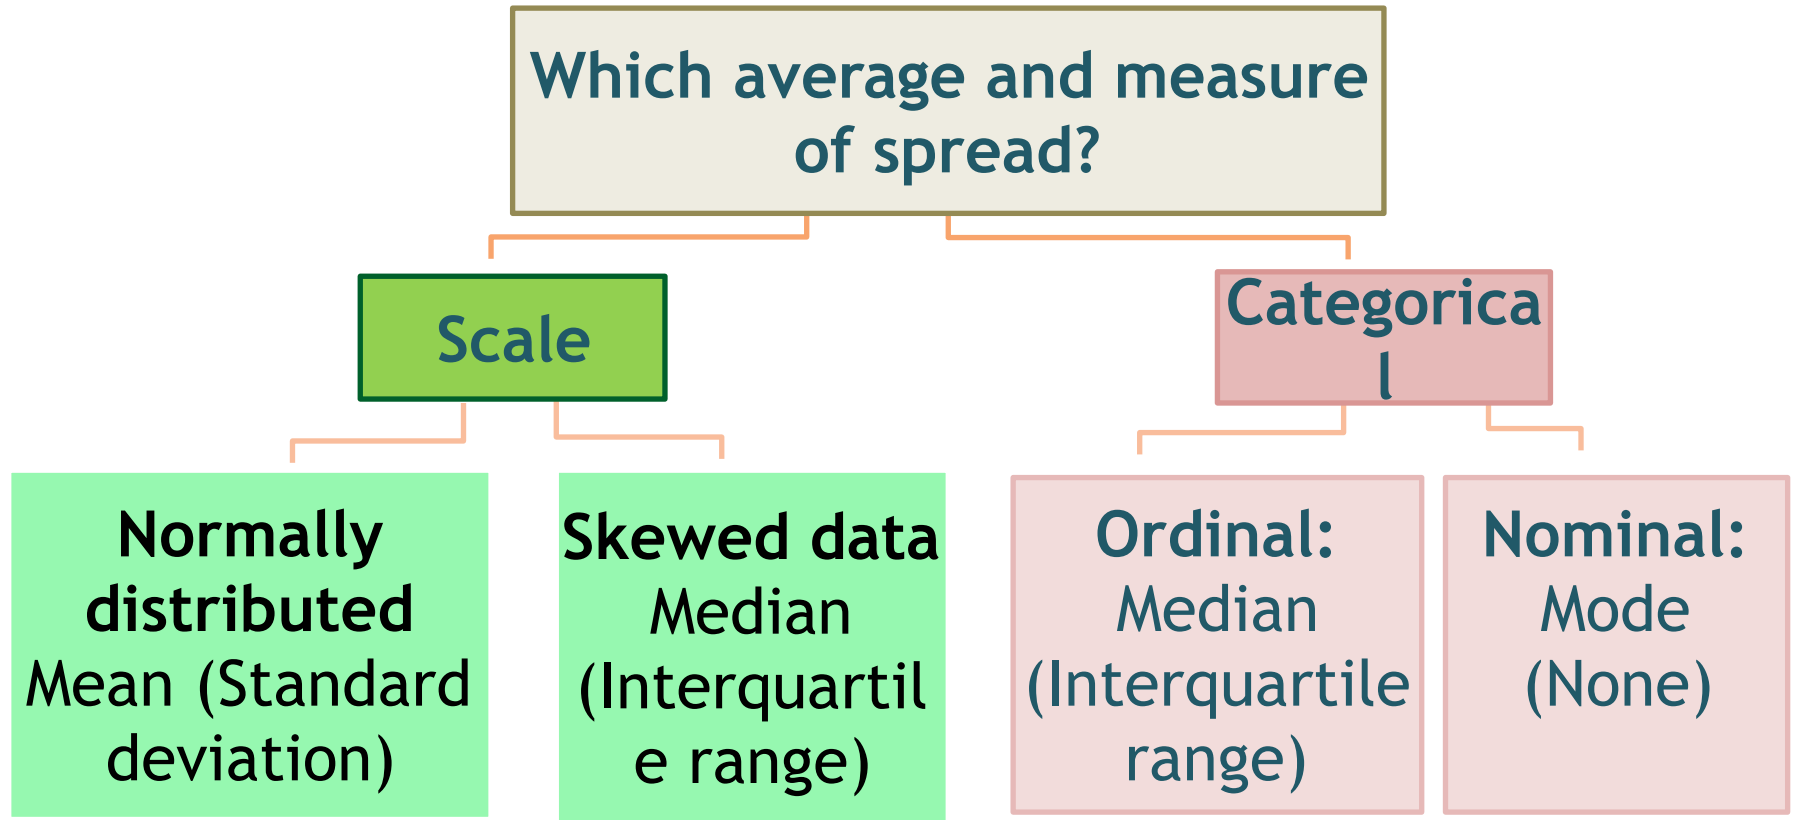 Which average and measure
of spread?
Scale
Categorica
l
Normally
distributed
Mean (Standard
deviation)
Skewed data
Median
(Interquartil
e range)
Ordinal:
Median
(Interquartile
range)
Nominal:
Mode
(None)